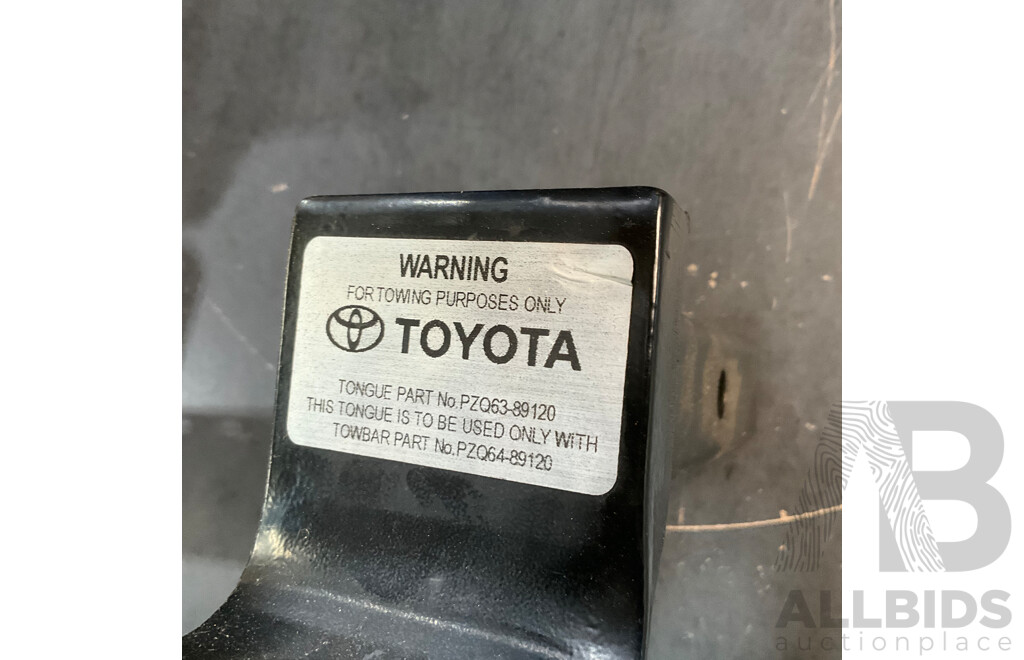 WARNING
FOR TOWING PURPOSES ONLY
TOYOTA
TONGUE PART No.PZQ63-89120
THIS TONGUE IS TO BE USED ONLY WITH
TOWBAR PART No.PZQ64-89120
AB
ALLBIDS
auctionplace